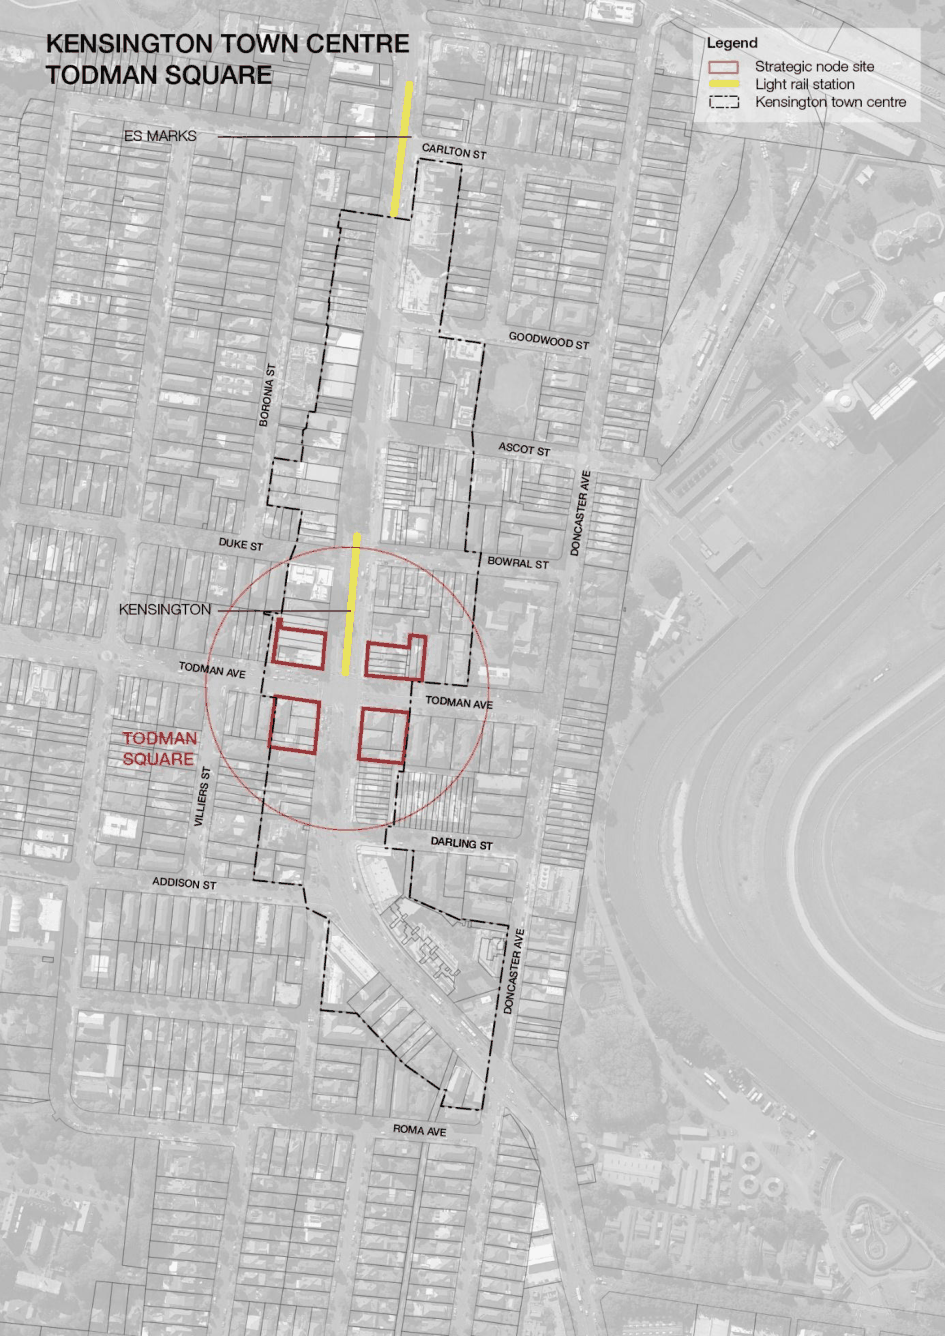 KENSINGTON TOWN CENTRE
TODMAN SQUARE
Legend
Strategic node site
Light rail station
Kensington town centre
ES MARKS
CARLTON ST
GOODWOOD ST
BORONIA ST
ASCOT ST
DONCASTER AVE
DUKE ST
BOWRAL ST
KENSINGTON
TODMAN AVE
TODMAN AVE
TODMAN
SQUARE
VILLIERS ST
DARLING ST
ADDISON ST
DONCASTER AVE
ROMA AVE